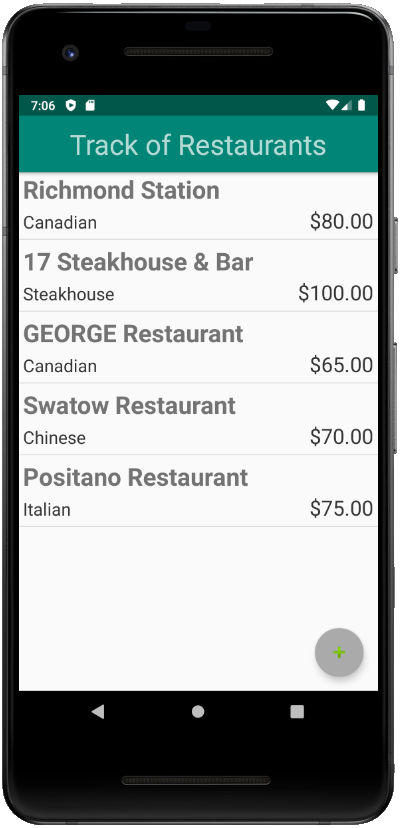 7:06
Track of Restaurants
Richmond Station
Canadian $80.00
17 Steakhouse & Bar
Steakhouse $100.00
GEORGE Restaurant
Canadian $65.00
Swatow Restaurant
Chinese $70.00
Positano Restaurant
Italian $75.00
+